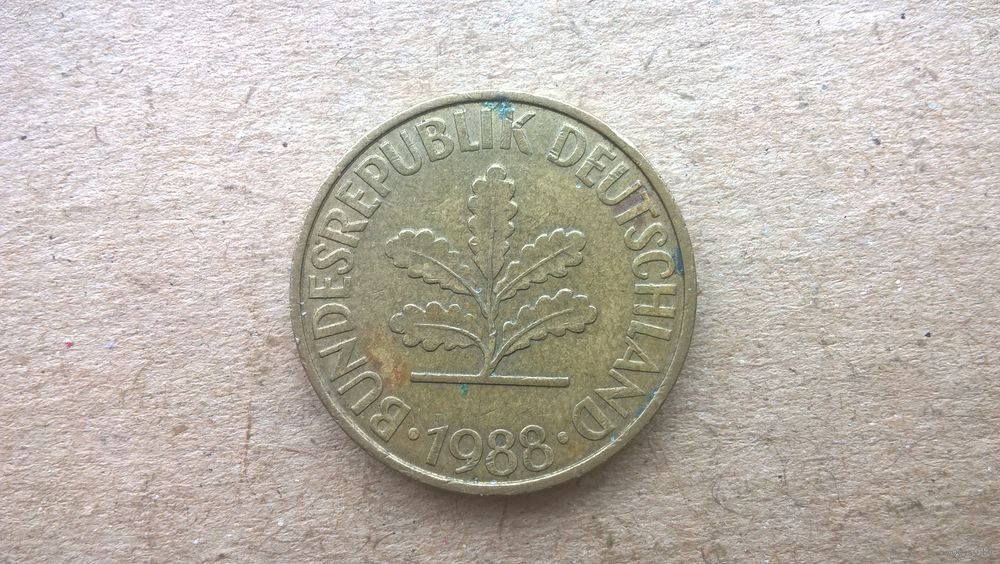 BUNDESREPUBLIK DEUTSCHLAND
· 1988 ·